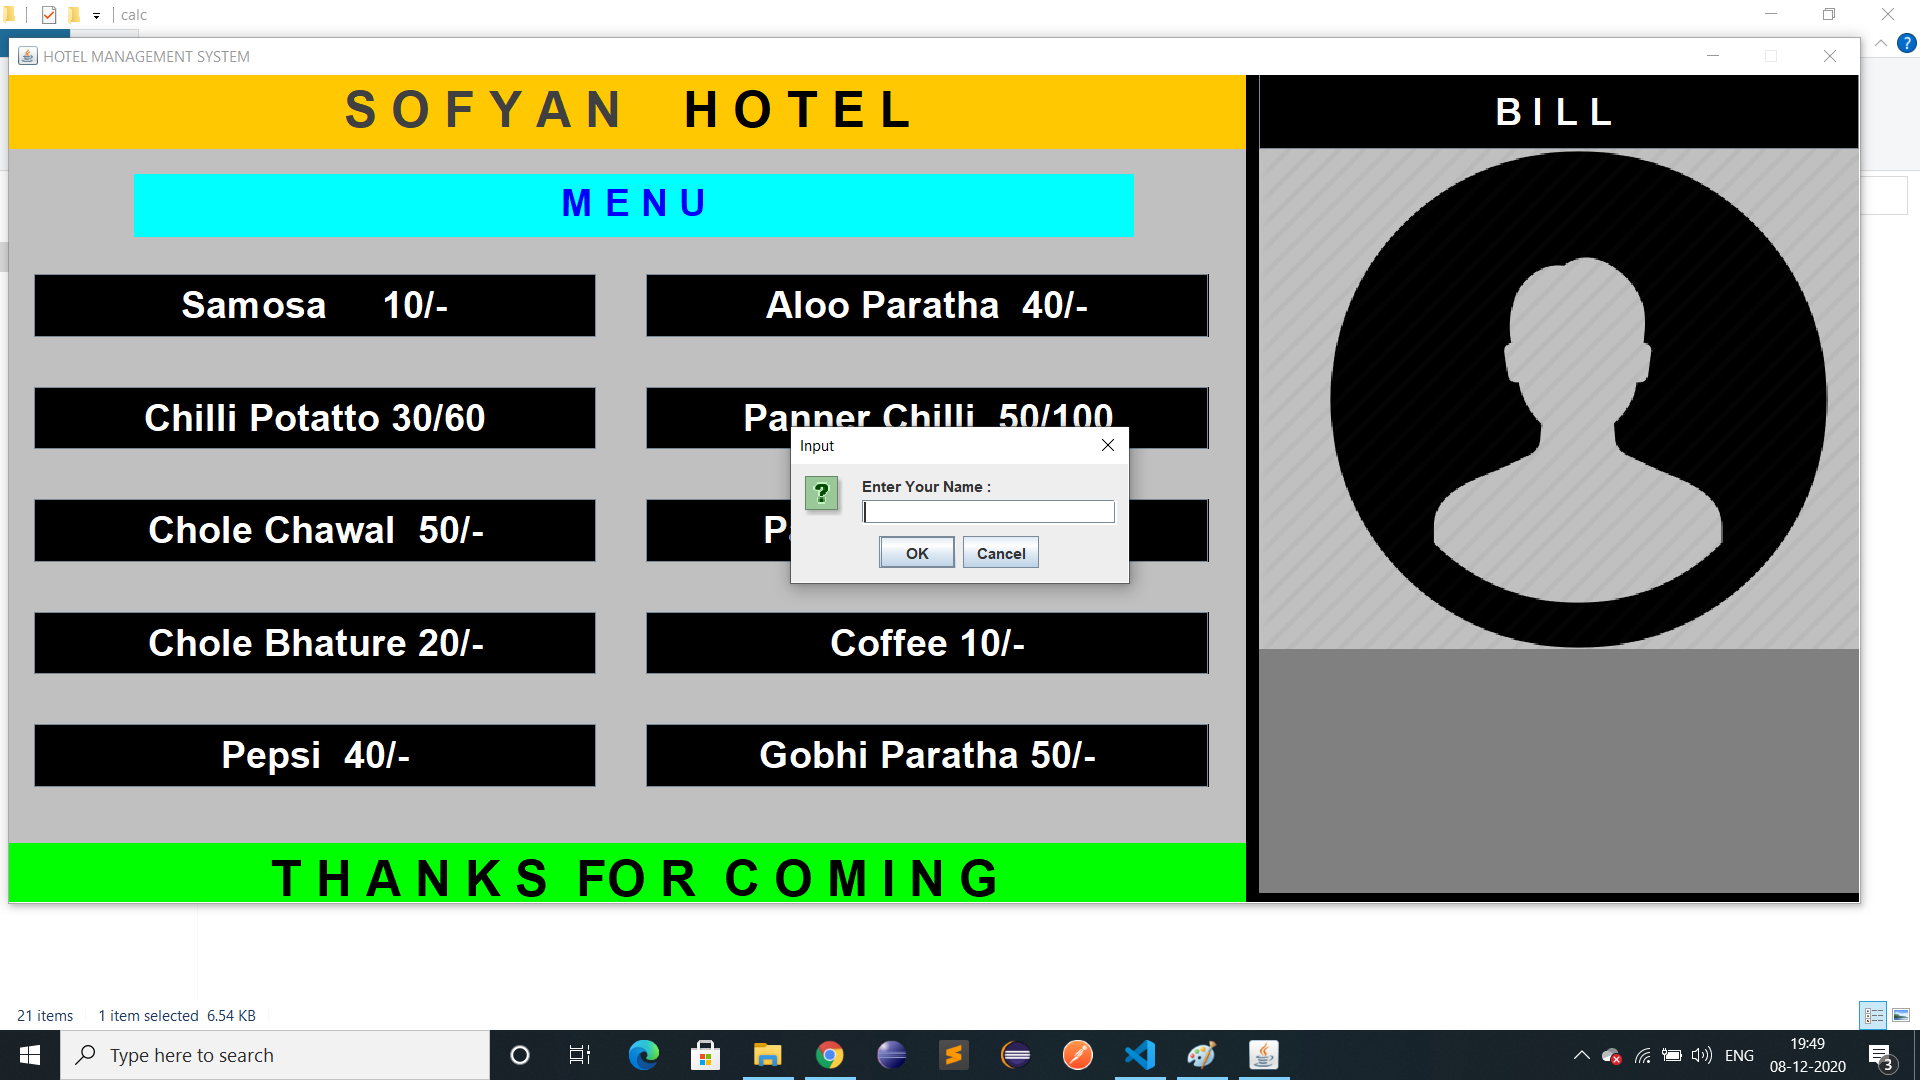 calc
HOTEL MANAGEMENT SYSTEM
?
SOFYAN HOTEL
BILL
MENU
Samosa 10/-
Aloo Paratha 40/-
Chilli Potatto 30/60
Panner Chilli 50/100
Input
?
Enter Your Name :
OK Cancel
Chole Chawal 50/-
Chole Bhature 20/-
Coffee 10/-
Pepsi 40/-
Gobhi Paratha 50/-
THANKS FOR COMING
21 items 1 item selected 6.54 KB
Type here to search
ENG
19:49
08-12-2020
3